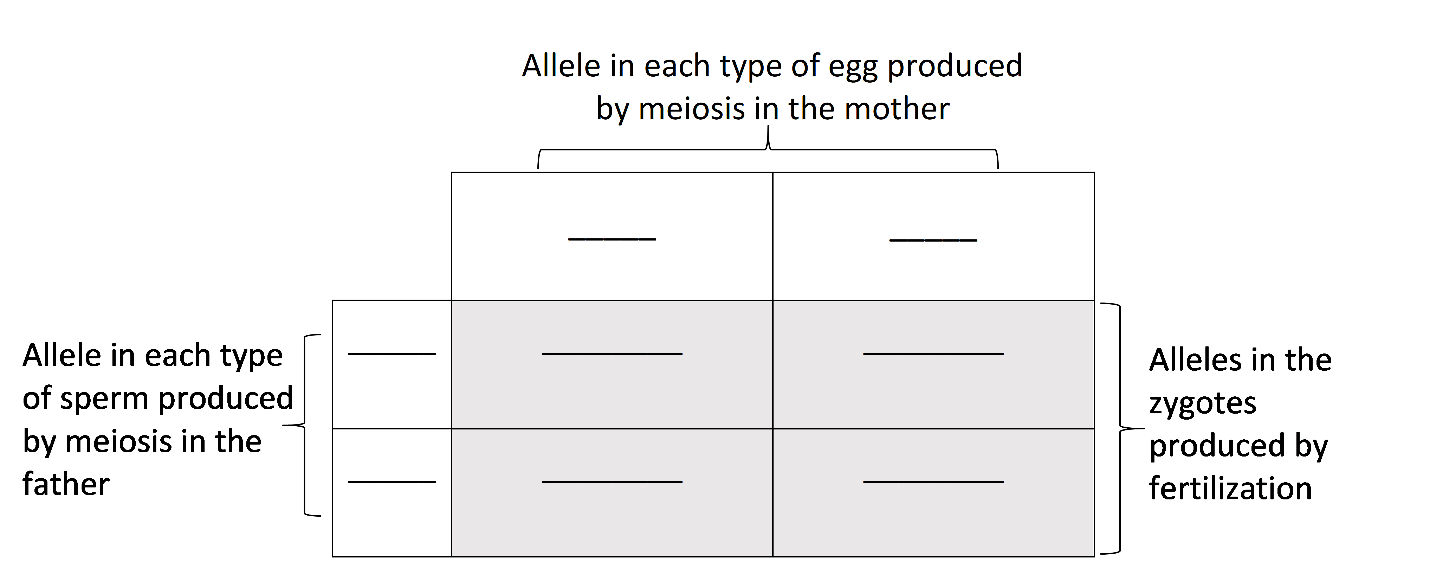 Allele in each type of egg produced
by meiosis in the mother
Allele in each type
of sperm produced
by meiosis in the
father
Alleles in the
zygotes
produced by
fertilization